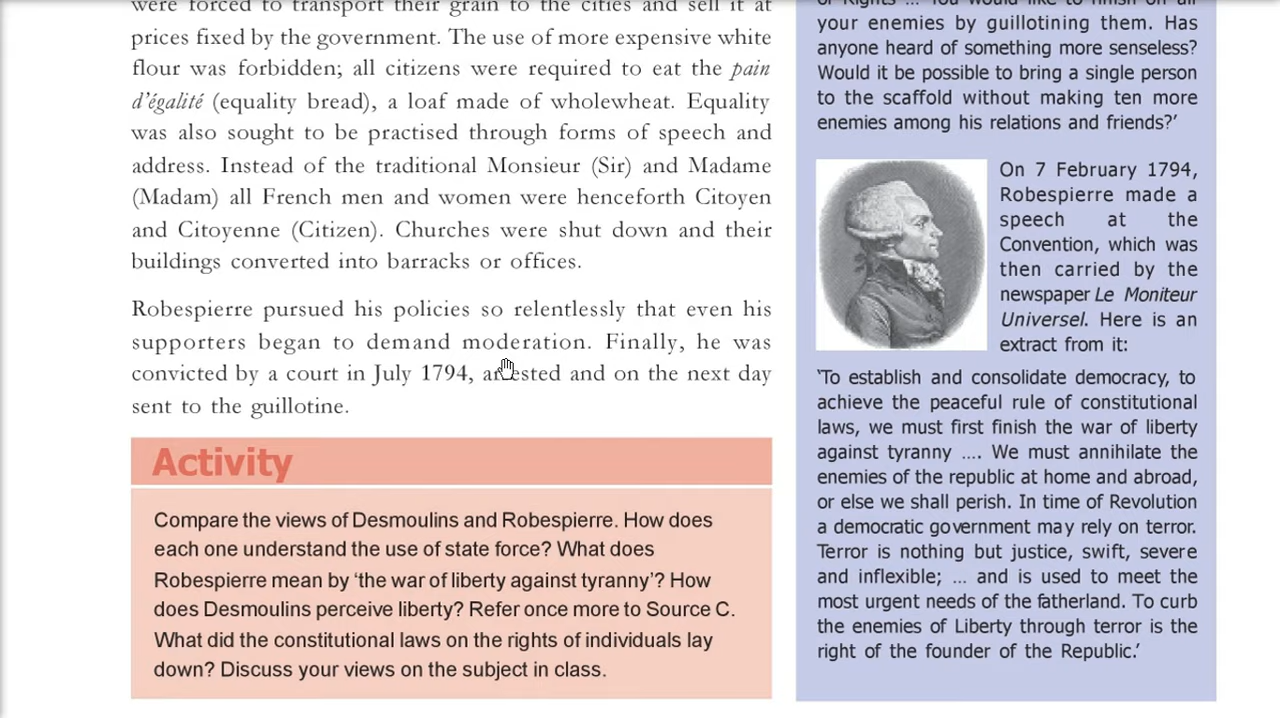 were forced to transport their grain to the cities and sell it at
prices fixed by the government. The use of more expensive white
flour was forbidden; all citizens were required to eat the pain
d'égalité (equality bread), a loaf made of wholewheat. Equality
was also sought to be practised through forms of speech and
address. Instead of the traditional Monsieur (Sir) and Madame
(Madam) all French men and women were henceforth Citoyen
and Citoyenne (Citizen). Churches were shut down and their
buildings converted into barracks or offices.
Robespierre pursued his policies so relentlessly that even his
supporters began to demand moderation. Finally, he was
convicted by a court in July 1794, arrested and on the next day
sent to the guillotine.
Activity
Compare the views of Desmoulins and Robespierre. How does
each one understand the use of state force? What does
Robespierre mean by ‘the war of liberty against tyranny’? How
does Desmoulins perceive liberty? Refer once more to Source C.
What did the constitutional laws on the rights of individuals lay
down? Discuss your views on the subject in class.
of Rights … You would like to finish off all
your enemies by guillotining them. Has
anyone heard of something more senseless?
Would it be possible to bring a single person
to the scaffold without making ten more
enemies among his relations and friends?’
On 7 February 1794,
Robespierre made a
speech at the
Convention, which was
then carried by the
newspaper Le Moniteur
Universel. Here is an
extract from it:
‘To establish and consolidate democracy, to
achieve the peaceful rule of constitutional
laws, we must first finish the war of liberty
against tyranny …. We must annihilate the
enemies of the republic at home and abroad,
or else we shall perish. In time of Revolution
a democratic government may rely on terror.
Terror is nothing but justice, swift, severe
and inflexible; … and is used to meet the
most urgent needs of the fatherland. To curb
the enemies of Liberty through terror is the
right of the founder of the Republic.’